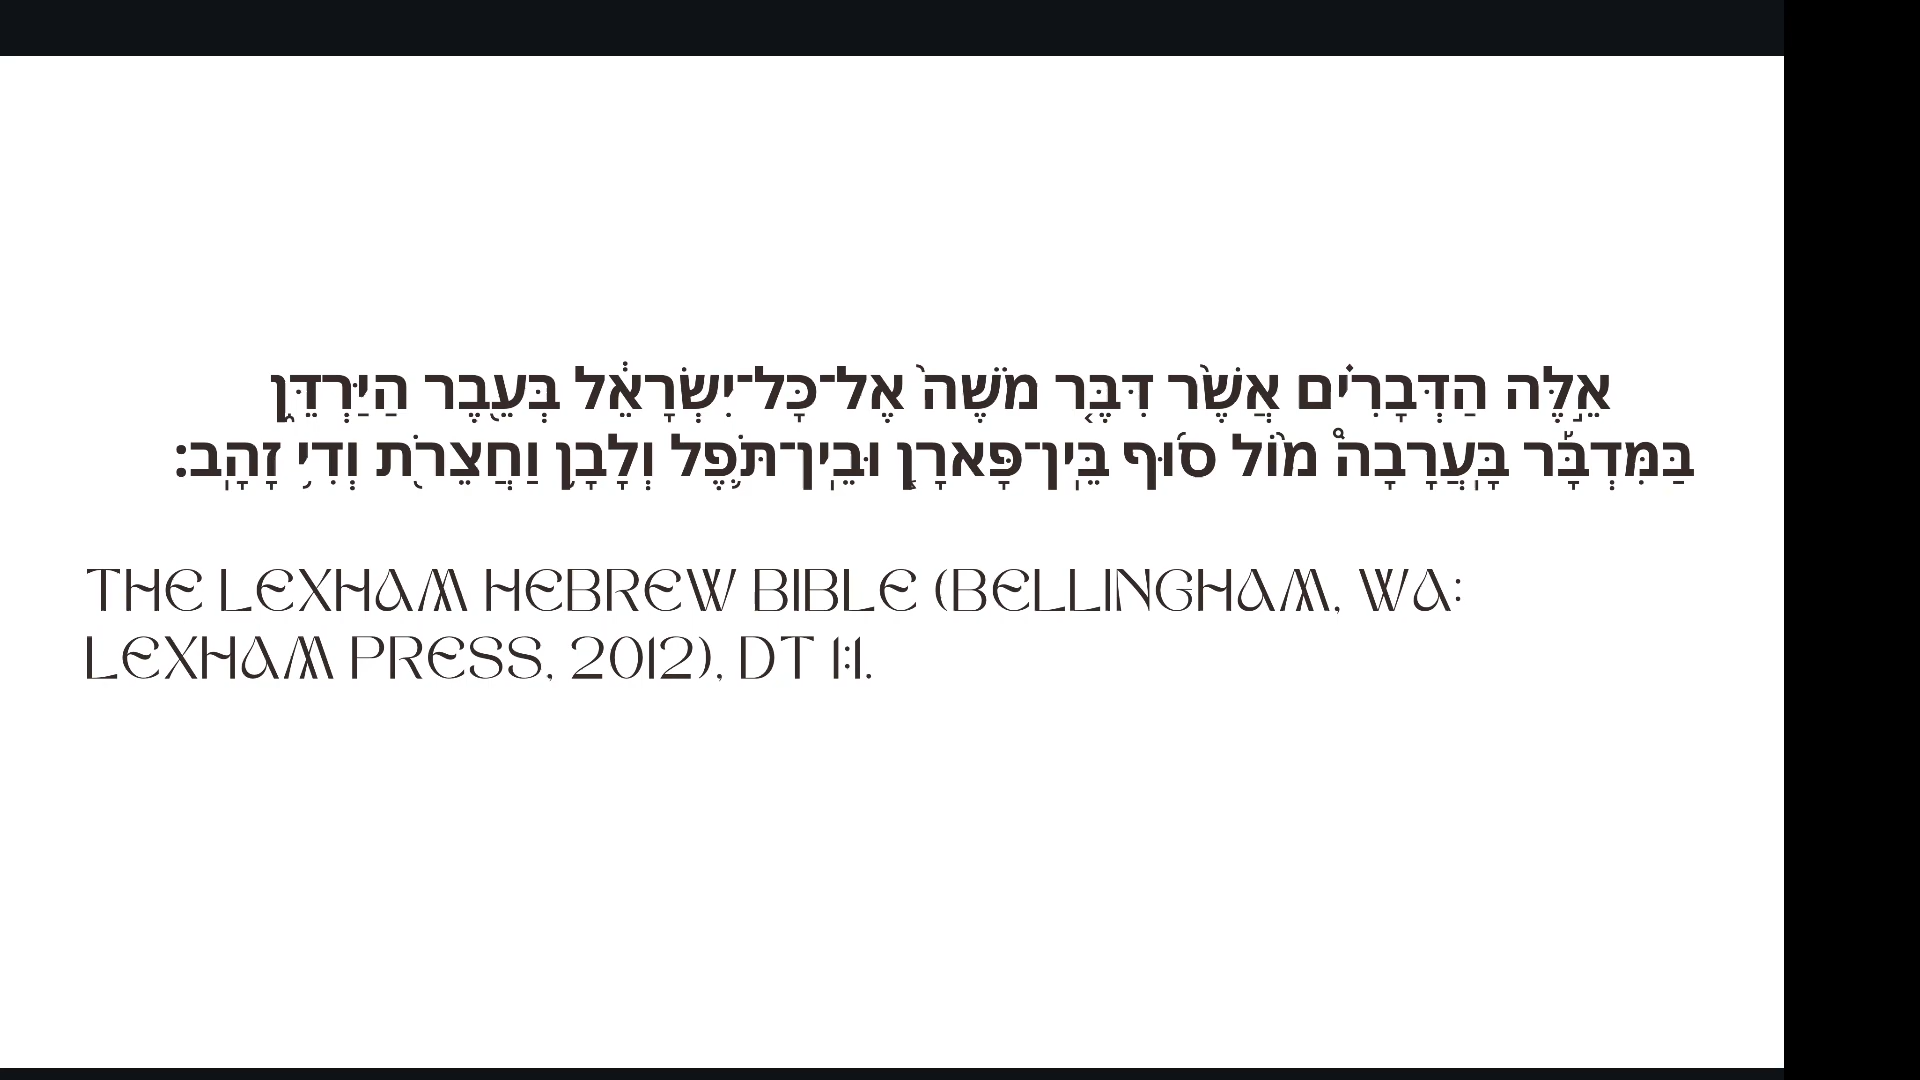 אֵ֣לֶּה הַדְּבָרִ֗ים אֲשֶׁ֨ר דִּבֶּ֤ר מֹשֶׁה֙ אֶל־כָּל־יִשְׂרָאֵ֔ל בְּעֵ֖בֶר הַיַּרְדֵּ֑ן
בַּמִּדְבָּ֡ר בָּֽעֲרָבָה֩ מ֨וֹל ס֜וּף בֵּֽין־פָּארָ֧ן וּבֵֽין־תֹּ֛פֶל וְלָבָ֥ן וַחֲצֵרֹ֖ת וְדִ֥י זָהָֽב׃
THE LEXHAM HEBREW BIBLE (BELLINGHAM, WA:
LEXHAM PRESS, 2012), DT 1:1.